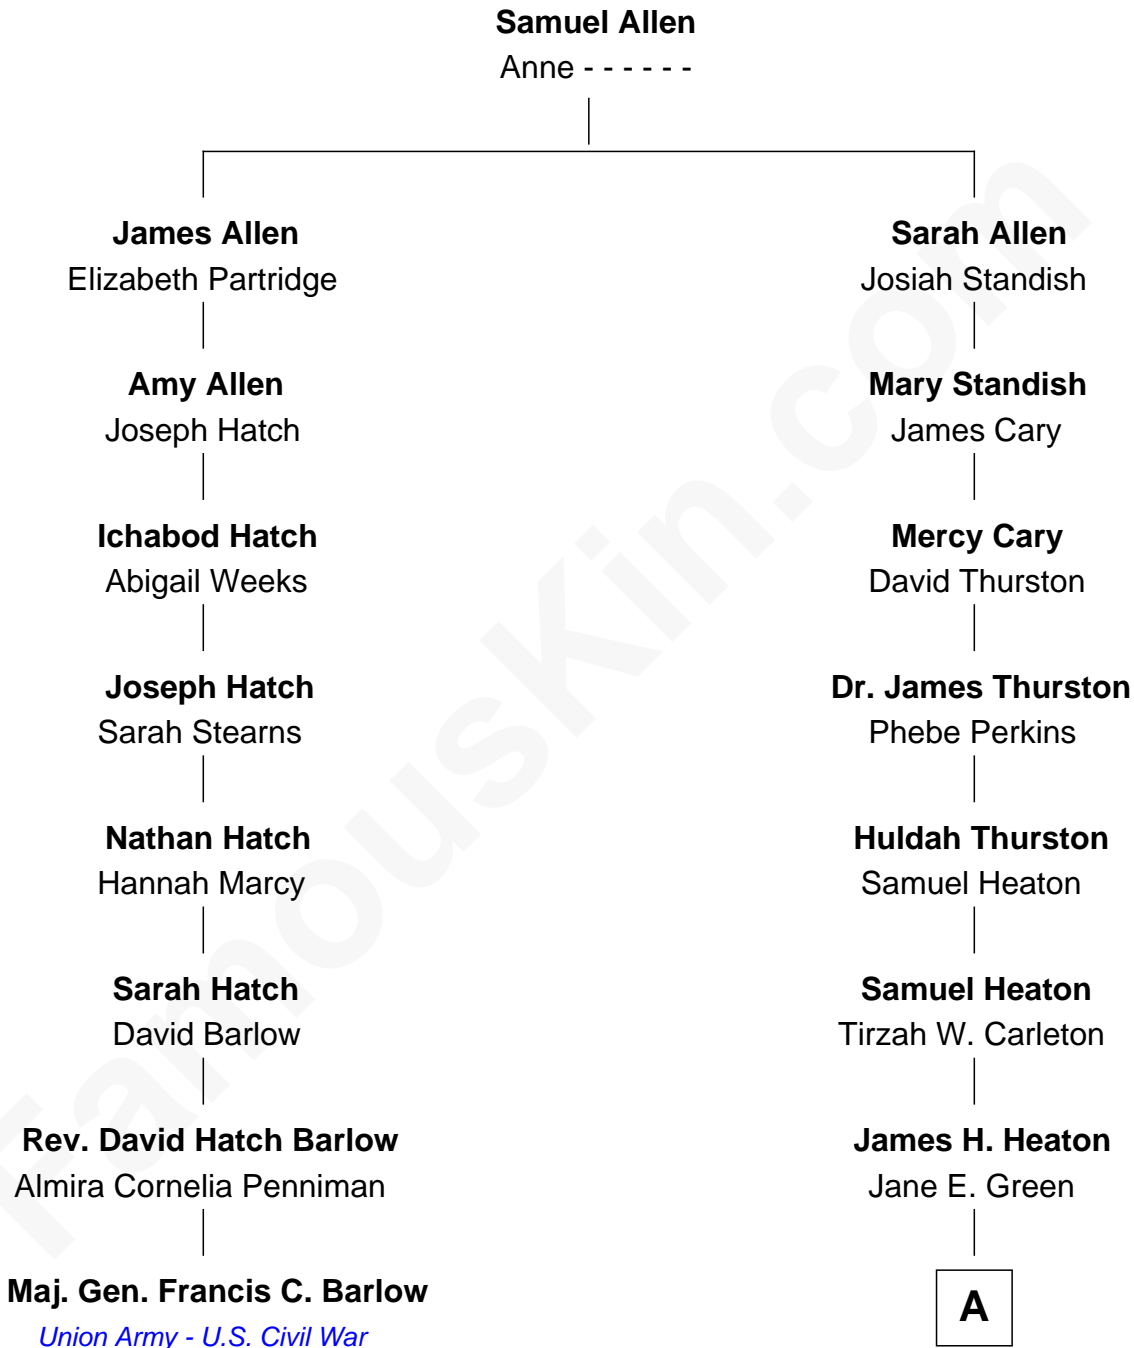 Samuel Allen
Anne - - - - - -
James Allen
Elizabeth Partridge
Sarah Allen
Josiah Standish
Amy Allen
Joseph Hatch
Mary Standish
James Cary
Ichabod Hatch
Abigail Weeks
Mercy Cary
David Thurston
Joseph Hatch
Sarah Stearns
Dr. James Thurston
Phebe Perkins
Nathan Hatch
Hannah Marcy
Huldah Thurston
Samuel Heaton
Sarah Hatch
David Barlow
Samuel Heaton
Tirzah W. Carleton
Rev. David Hatch Barlow
Almira Cornelia Penniman
James H. Heaton
Jane E. Green
Maj. Gen. Francis C. Barlow
Union Army - U.S. Civil War
A
FamousKin.com